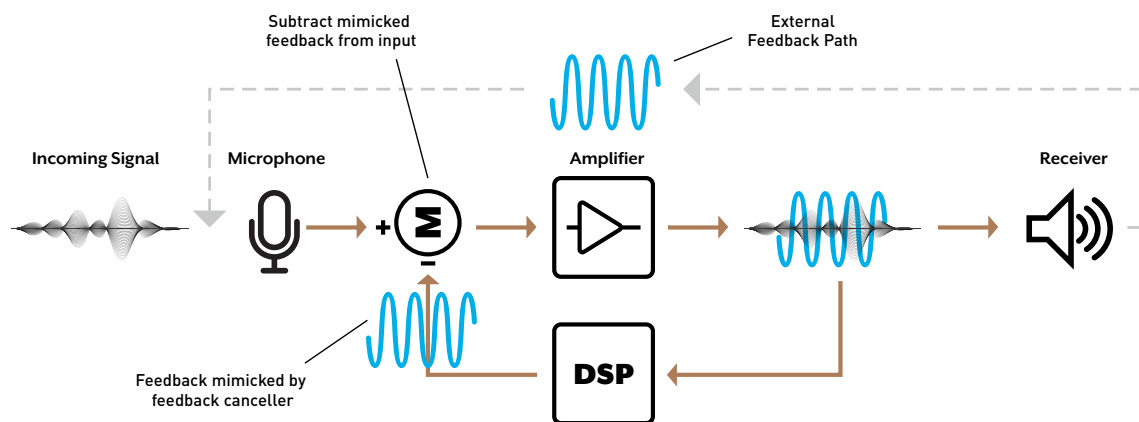 Subtract mimicked
feedback from input
External
Feedback Path
Incoming Signal
Microphone
Amplifier
Receiver
+
M
-
DSP
Feedback mimicked by
feedback canceller